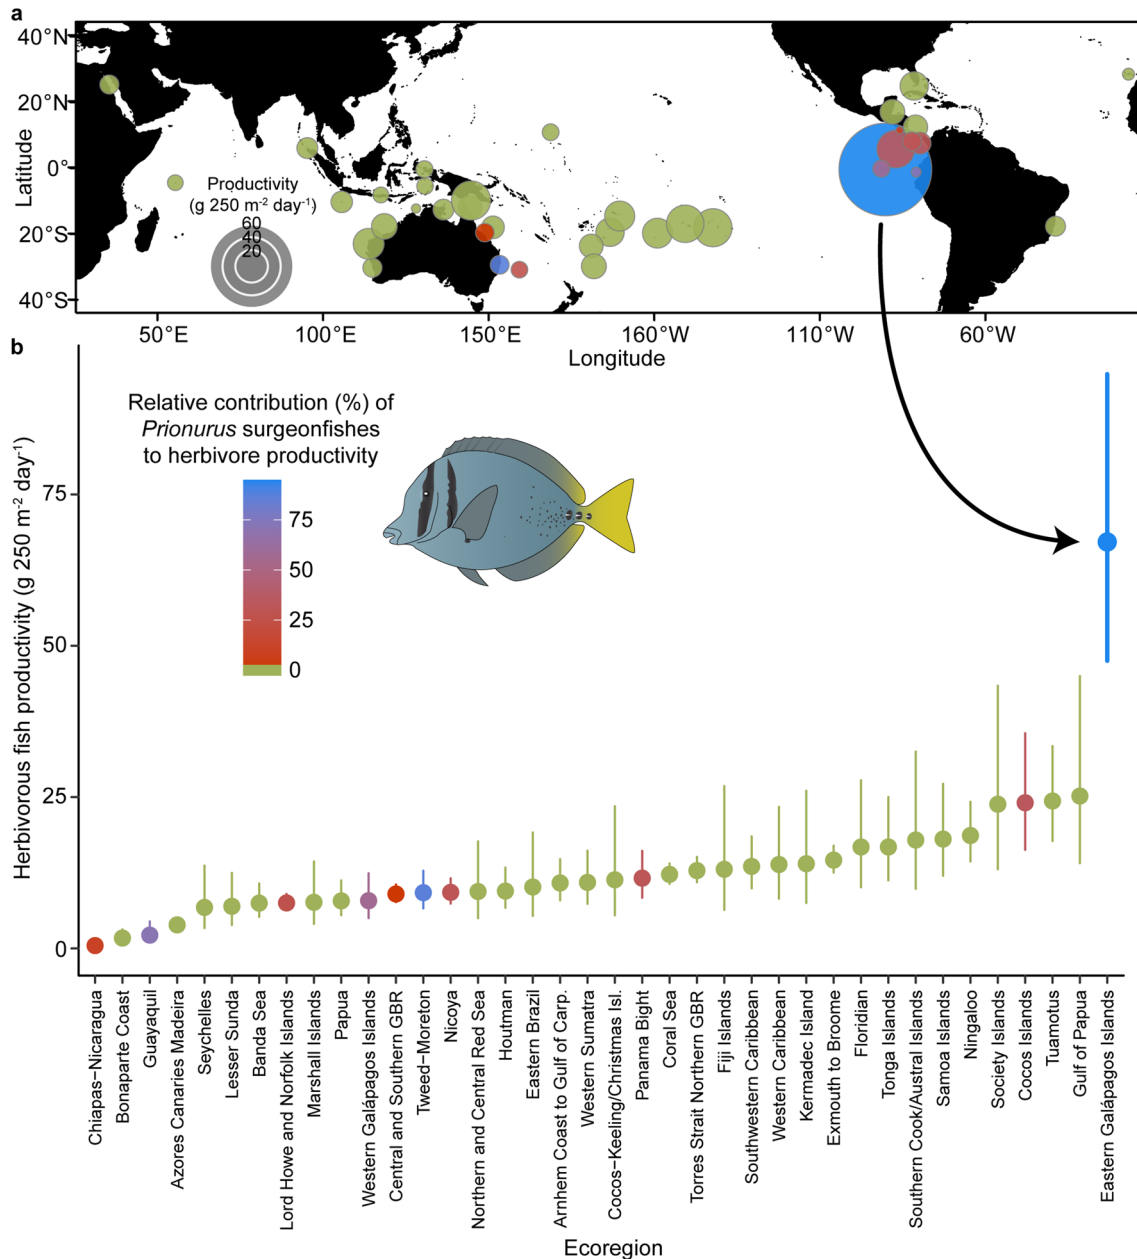 a
40°N
20°N
0°
20°S
40°S
Latitude
Productivity
(g 250 m⁻² day⁻¹)
60
40
20
50°E
100°E
150°E
160°W
110°W
60°W
Longitude
b
Relative contribution (%) of
Prionurus surgeonfishes
to herbivore productivity
75
50
25
0
Herbivorous fish productivity (g 250 m⁻² day⁻¹)
75
50
25
0
Chiapas−Nicaragua
Bonaparte Coast
Guayaquil
Azores Canaries Madeira
Seychelles
Lesser Sunda
Banda Sea
Lord Howe and Norfolk Islands
Marshall Islands
Papua
Western Galápagos Islands
Central and Southern GBR
Tweed−Moreton
Nicoya
Northern and Central Red Sea
Houtman
Eastern Brazil
Arnhem Coast to Gulf of Carp.
Western Sumatra
Cocos−Keeling/Christmas Isl.
Panama Bight
Coral Sea
Torres Strait Northern GBR
Fiji Islands
Southwestern Caribbean
Western Caribbean
Kermadec Island
Exmouth to Broome
Floridian
Tonga Islands
Southern Cook/Austral Islands
Samoa Islands
Ningaloo
Society Islands
Cocos Islands
Tuamotus
Gulf of Papua
Eastern Galápagos Islands
Ecoregion